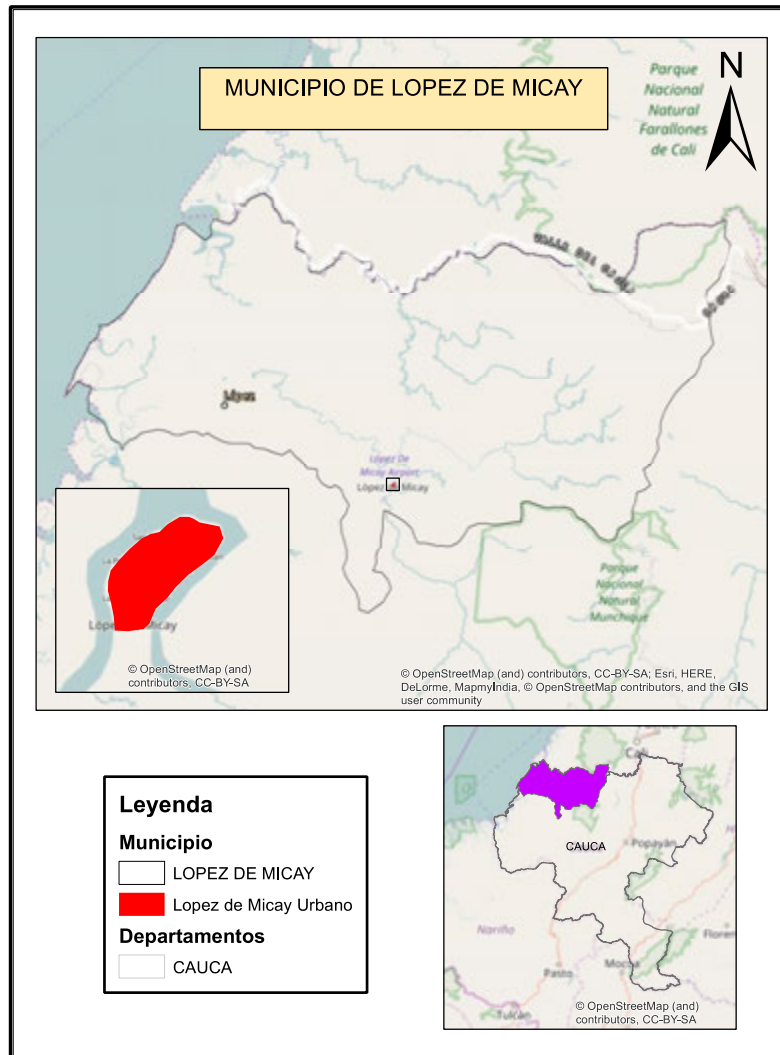 MUNICIPIO DE LOPEZ DE MICAY
N
Parque
Nacional
Natural
Farallones
de Cali
Lopez De
Micay Airport
López Micay
Parque
Nacional
Natural
Munchique
López Micay
© OpenStreetMap (and)
contributors, CC-BY-SA
© OpenStreetMap (and) contributors, CC-BY-SA; Esri, HERE,
DeLorme, MapmyIndia, © OpenStreetMap contributors, and the GIS
user community
Leyenda
Municipio
LOPEZ DE MICAY
Lopez de Micay Urbano
Departamentos
CAUCA
Cali
CAUCA
Popayán
Nariño
Floren
Pasto
Mocoa
Tulcán
© OpenStreetMap (and)
contributors, CC-BY-SA